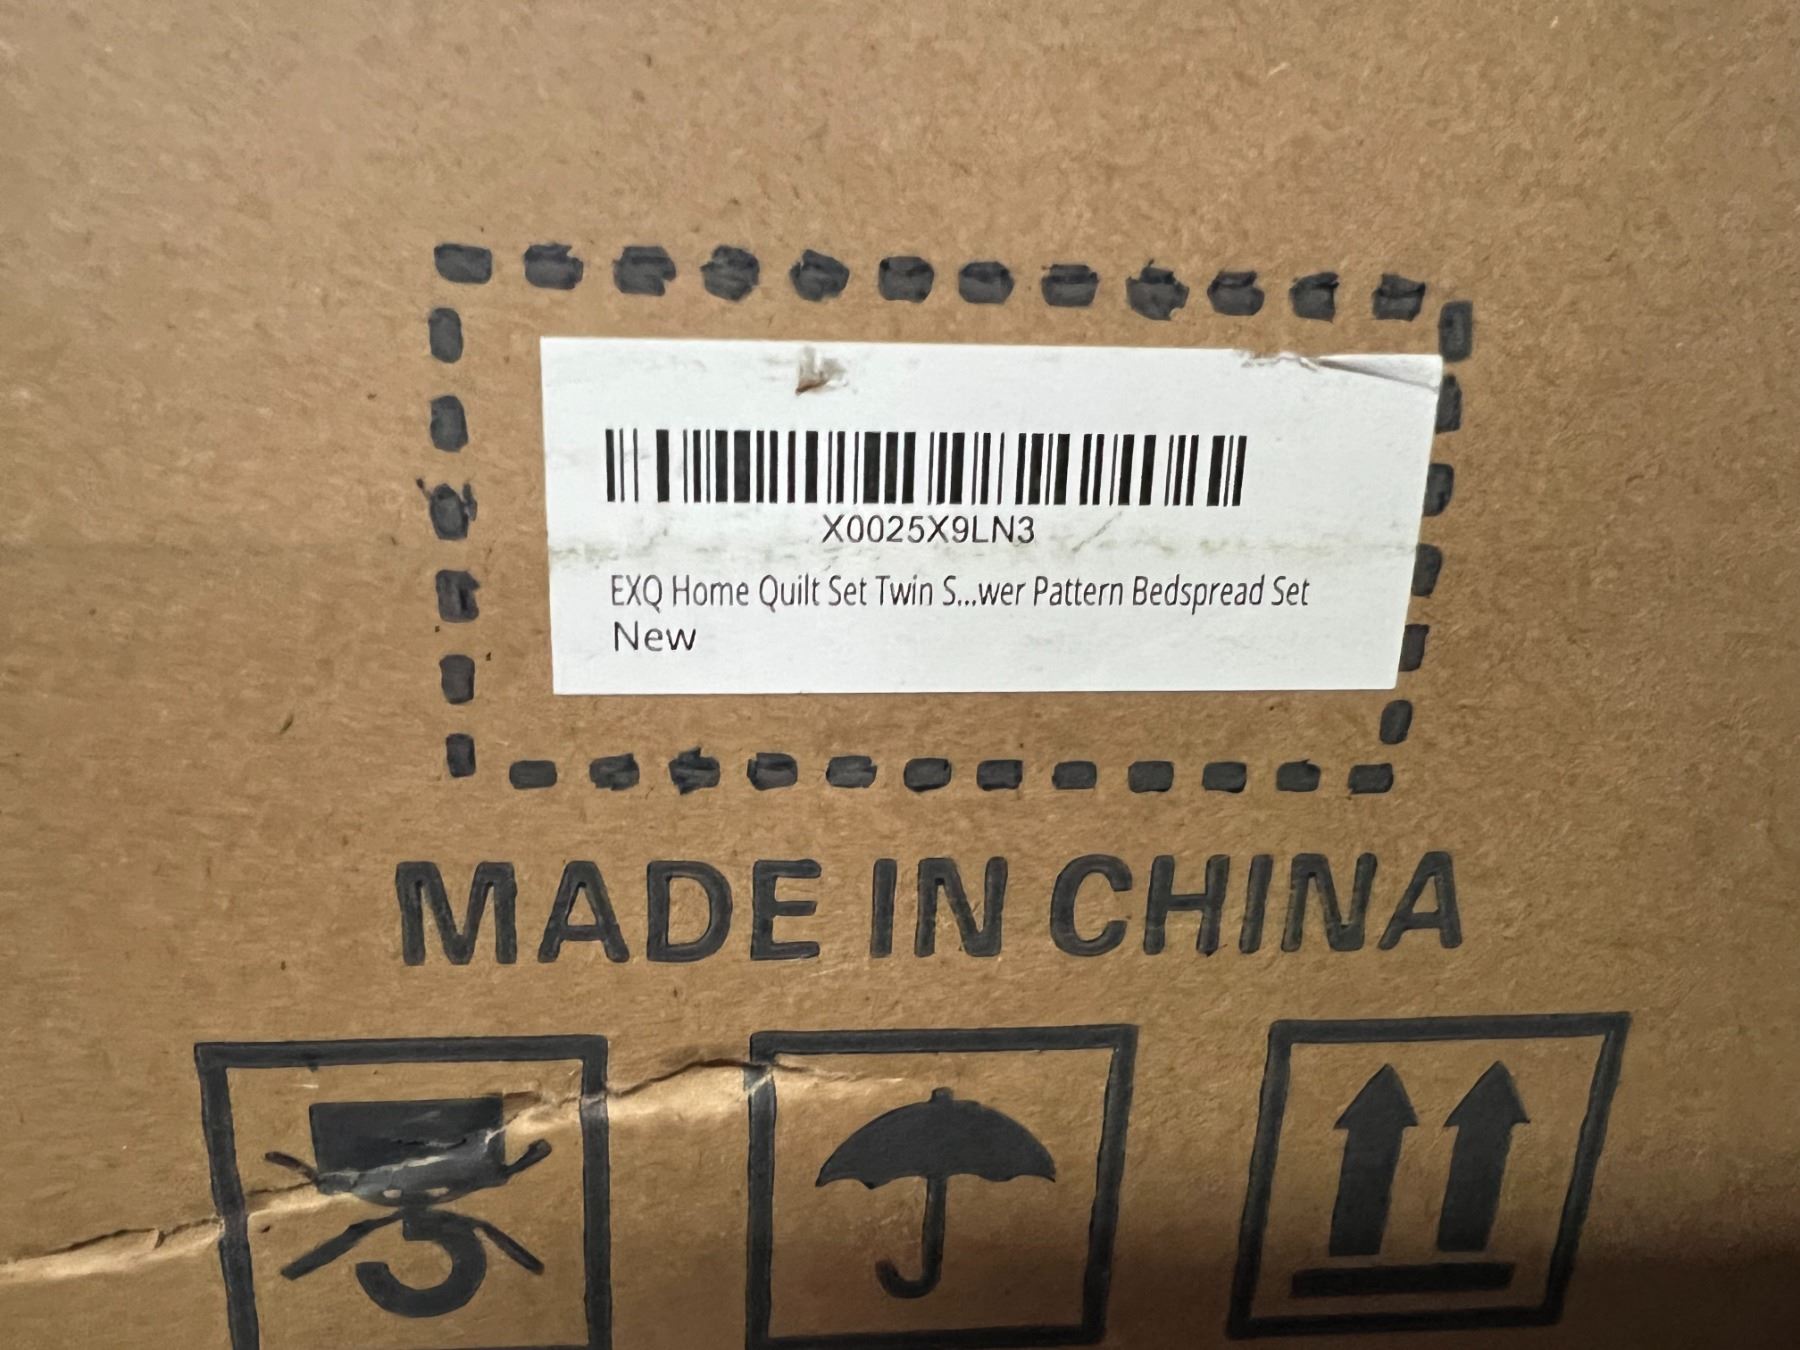 X0025X9LN3
EXQ Home Quilt Set Twin S...wer Pattern Bedspread Set
New
MADE IN CHINA